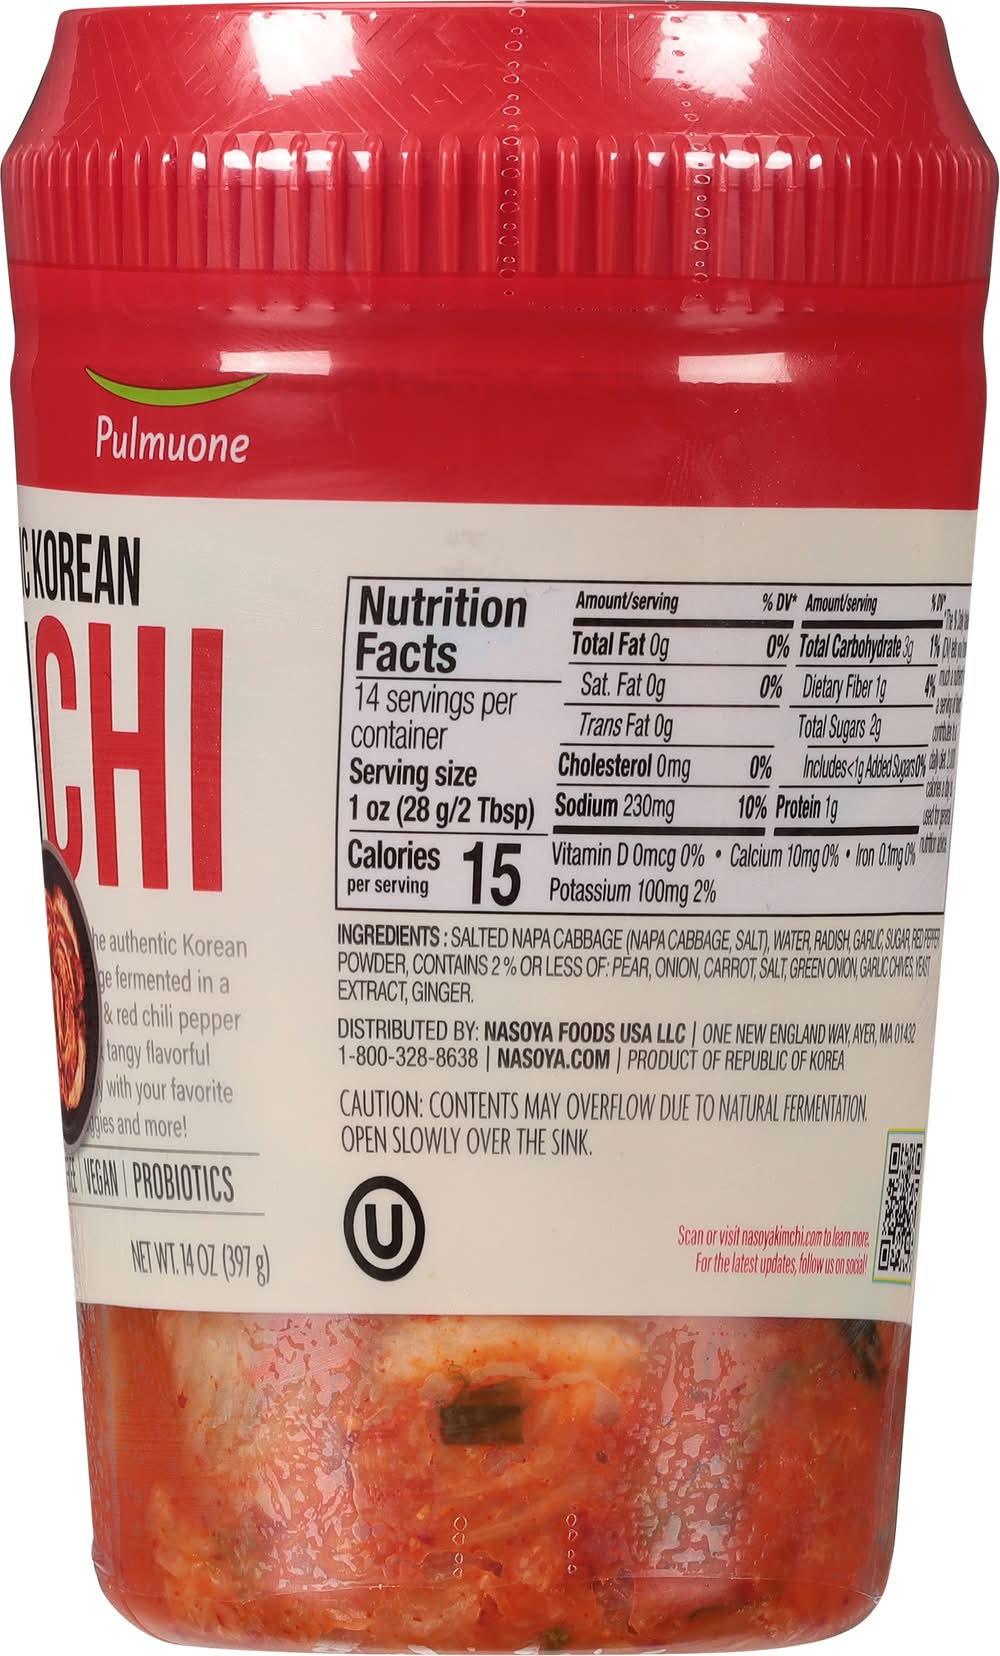 Pulmuone
C KOREAN
CHI
he authentic Korean
ge fermented in a
& red chili pepper
tangy flavorful
with your favorite
ggies and more!
VEGAN | PROBIOTICS
NET WT. 14 OZ (397 g)
Nutrition
Facts
14 servings per
container
Serving size
1 oz (28 g/2 Tbsp)
Calories
per serving
15
Amount/serving % DV*
Total Fat 0g 0%
Sat. Fat 0g 0%
Trans Fat 0g
Cholesterol 0mg 0%
Sodium 230mg 10%
Amount/serving % DV*
Total Carbohydrate 3g 1%
Dietary Fiber 1g 4%
Total Sugars 2g
Includes <1g Added Sugars 0%
Protein 1g
Vitamin D 0mcg 0% • Calcium 10mg 0% • Iron 0.1mg 0%
Potassium 100mg 2%
INGREDIENTS : SALTED NAPA CABBAGE (NAPA CABBAGE, SALT), WATER, RADISH, GARLIC, SUGAR, RED PEPPER
POWDER, CONTAINS 2 % OR LESS OF: PEAR, ONION, CARROT, SALT, GREEN ONION, GARLIC CHIVES, YEAST
EXTRACT, GINGER.
DISTRIBUTED BY: NASOYA FOODS USA LLC | ONE NEW ENGLAND WAY, AYER, MA 01432
1-800-328-8638 | NASOYA.COM | PRODUCT OF REPUBLIC OF KOREA
CAUTION: CONTENTS MAY OVERFLOW DUE TO NATURAL FERMENTATION.
OPEN SLOWLY OVER THE SINK.
U
Scan or visit nasoyakimchi.com to learn more.
For the latest updates, follow us on social!